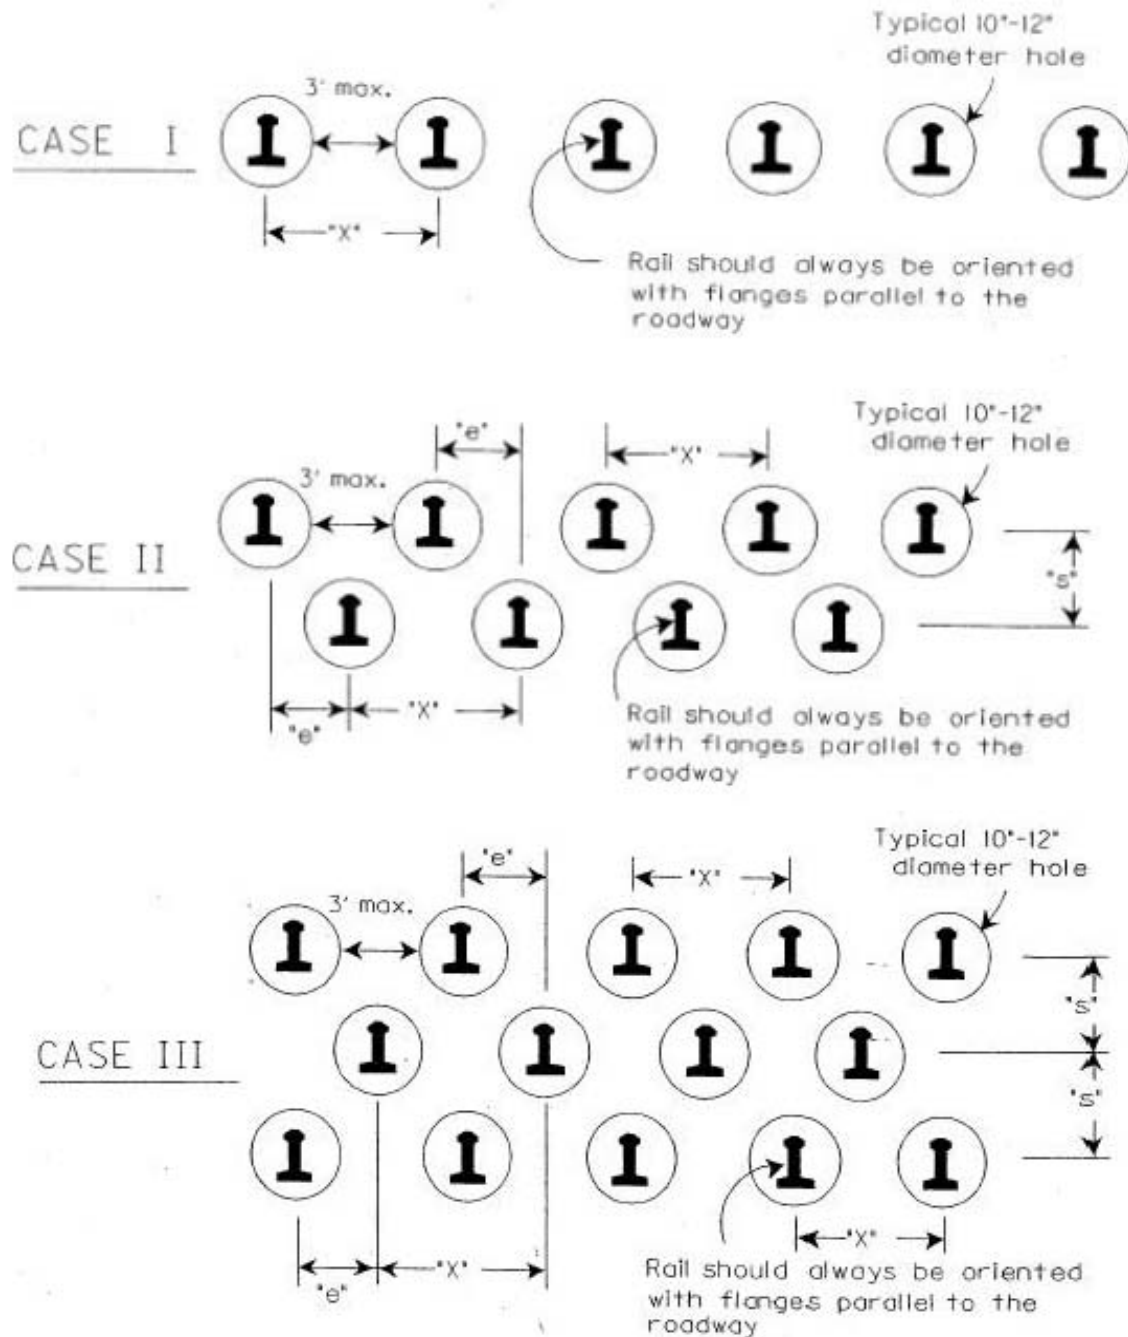 Typical 10"-12"
diameter hole
3' max.
CASE I
"X"
Rail should always be oriented
with flanges parallel to the
roadway
"e"
"X"
Typical 10"-12"
diameter hole
3' max.
CASE II
"s"
"e"
"X"
Rail should always be oriented
with flanges parallel to the
roadway
"e"
"X"
Typical 10"-12"
diameter hole
3' max.
"s"
CASE III
"s"
"e"
"X"
"X"
Rail should always be oriented
with flanges parallel to the
roadway